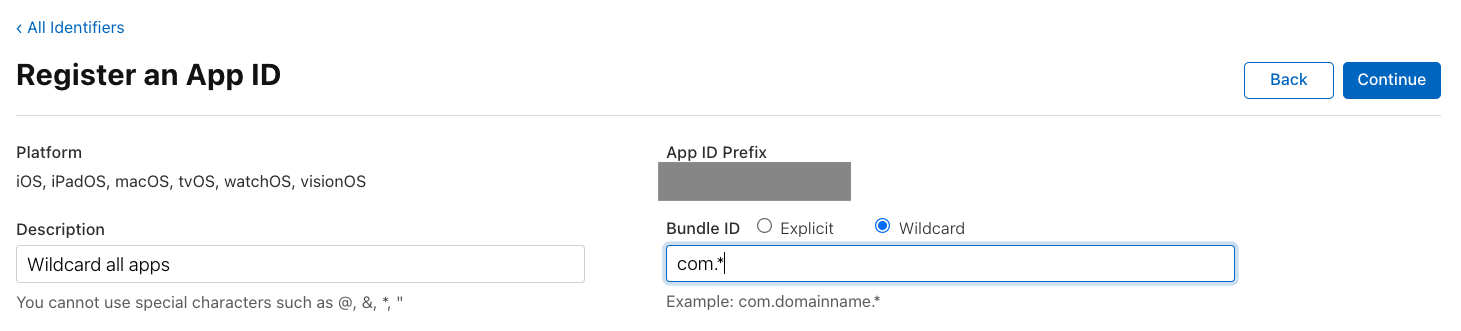 ‹ All Identifiers
Register an App ID
Back
Continue
Platform
iOS, iPadOS, macOS, tvOS, watchOS, visionOS
App ID Prefix
Description
Wildcard all apps
You cannot use special characters such as @, &, *, "
Bundle ID Explicit Wildcard
com.*
Example: com.domainname.*